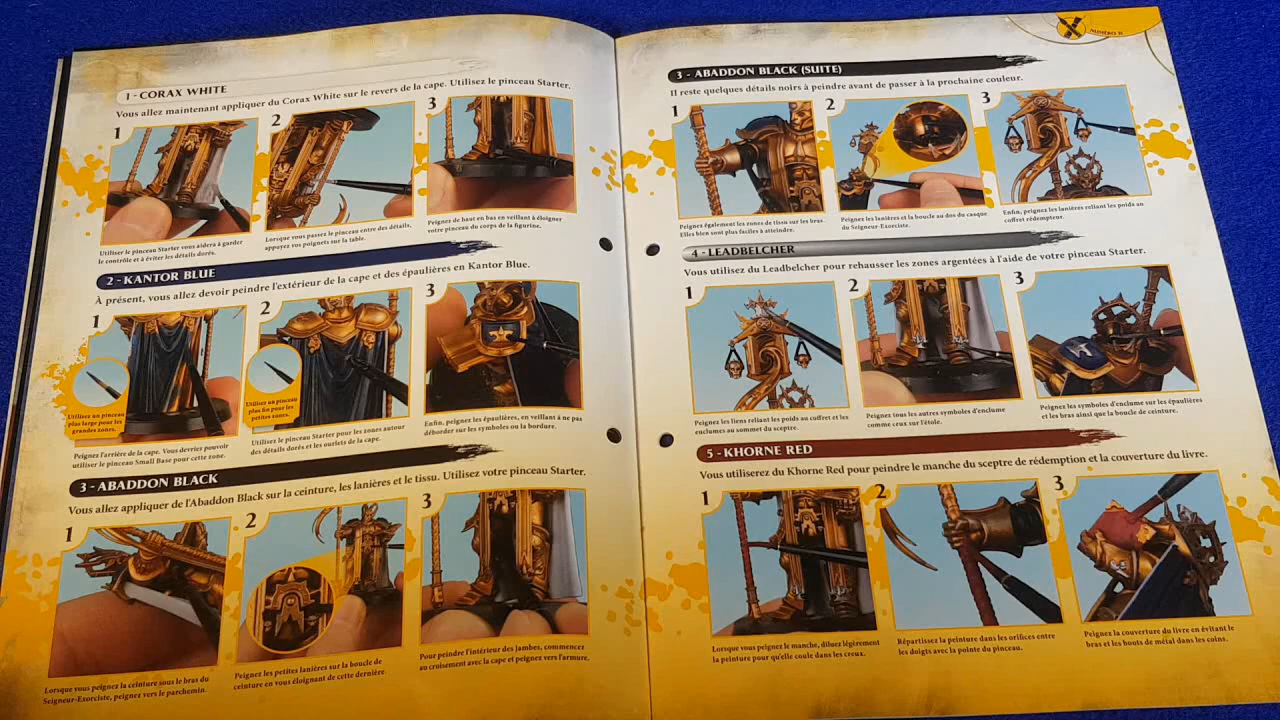 1 - CORAX WHITE
Vous allez maintenant appliquer du Corax White sur le revers de la cape. Utilisez le pinceau Starter.
1
Utiliser le pinceau Starter vous aidera à garder
le contrôle et à éviter les détails dorés.
2
Lorsque vous passez le pinceau entre des détails,
appuyez vos poignets sur la table.
3
Peignez de haut en bas en veillant à éloigner
votre pinceau du corps de la figurine.
2 - KANTOR BLUE
À présent, vous allez devoir peindre l'extérieur de la cape et des épaulières en Kantor Blue.
1
Utilisez un pinceau
plus large pour les
grandes zones.
Peignez l'arrière de la cape. Vous devriez pouvoir
utiliser le pinceau Small Base pour cette zone.
2
Utilisez un pinceau
plus fin pour les
petites zones.
Utilisez le pinceau Starter pour les zones autour
des détails dorés et les ourlets de la cape.
3
Enfin, peignez les épaulières, en veillant à ne pas
déborder sur les symboles ou la bordure.
3 - ABADDON BLACK
Vous allez appliquer de l'Abaddon Black sur la ceinture, les lanières et le tissu. Utilisez votre pinceau Starter.
1
Lorsque vous peignez la ceinture sous le bras du
Seigneur-Exorciste, peignez vers le parchemin.
2
Peignez les petites lanières sur la boucle de
ceinture en vous éloignant de cette dernière.
3
Pour peindre l'intérieur des jambes, commencez
au croisement avec la cape et peignez vers l'armure.
NUMÉRO
3 - ABADDON BLACK (SUITE)
Il reste quelques détails noirs à peindre avant de passer à la prochaine couleur.
1
Peignez également les zones de tissu sur les bras.
Elles bien sont plus faciles à atteindre.
2
Peignez les lanières et la boucle au dos du casque
du Seigneur-Exorciste.
3
Enfin, peignez les lanières reliant les poids au
coffret rédempteur.
4 - LEADBELCHER
Vous utilisez du Leadbelcher pour rehausser les zones argentées à l'aide de votre pinceau Starter.
1
Peignez les liens reliant les poids au coffret et les
enclumes au sommet du sceptre.
2
Peignez tous les autres symboles d'enclume
comme ceux sur l'étole.
3
Peignez les symboles d'enclume sur les épaulières
et les bras ainsi que la boucle de ceinture.
5 - KHORNE RED
Vous utiliserez du Khorne Red pour peindre le manche du sceptre de rédemption et la couverture du livre.
1
Lorsque vous peignez le manche, diluez légèrement
la peinture pour qu'elle coule dans les creux.
2
Répartissez la peinture dans les orifices entre
les doigts avec la pointe du pinceau.
3
Peignez la couverture du livre en évitant le
bras et les bouts de métal dans les coins.